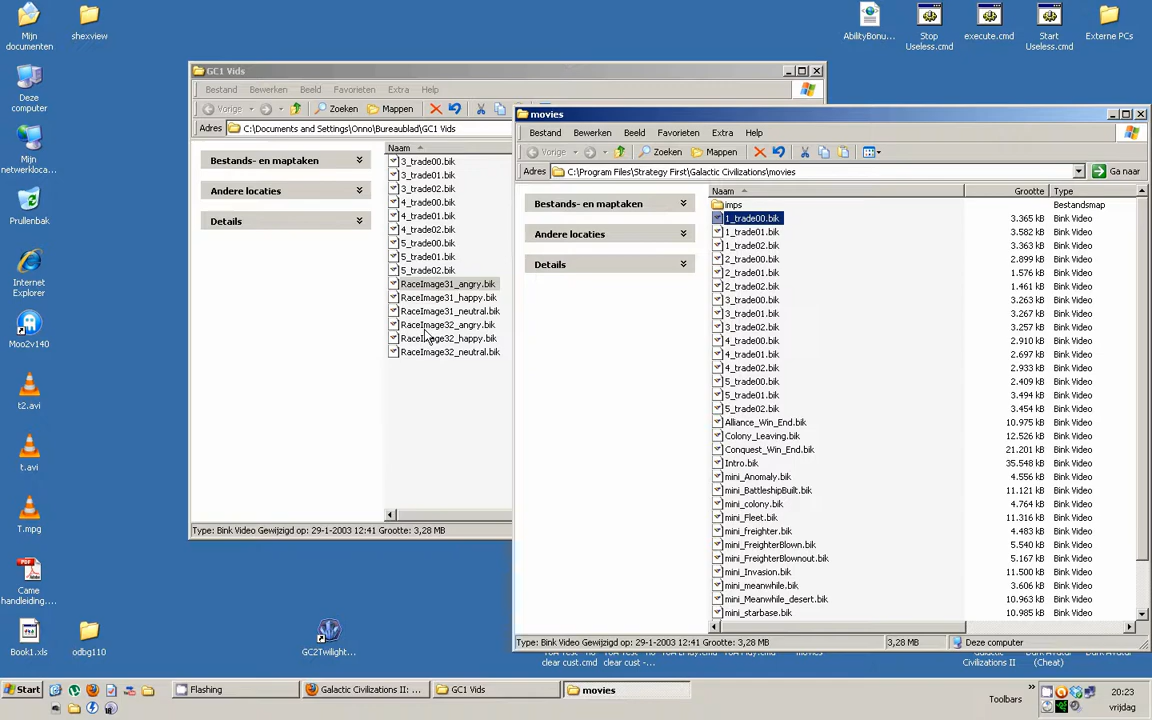 Mijn documenten
shexview
Deze computer
Mijn netwerkloca...
Prullenbak
Internet Explorer
Moo2v140
t2.avi
t.avi
T.mpg
Came handleiding....
Book1.xls
odbg110
GC2Twilight...
AbilityBonu...
Stop Useless.cmd
execute.cmd
Start Useless.cmd
Externe PCs
GC1 Vids
Bestand Bewerken Beeld Favorieten Extra Help
Vorige Zoeken Mappen
Adres C:\Documents and Settings\Onno\Bureaublad\GC1 Vids
Bestands- en maptaken
Andere locaties
Details
Naam
3_trade00.bik
3_trade01.bik
3_trade02.bik
4_trade00.bik
4_trade01.bik
4_trade02.bik
5_trade00.bik
5_trade01.bik
5_trade02.bik
RaceImage31_angry.bik
RaceImage31_happy.bik
RaceImage31_neutral.bik
RaceImage32_angry.bik
RaceImage32_happy.bik
RaceImage32_neutral.bik
Type: Bink Video Gewijzigd op: 29-1-2003 12:41 Grootte: 3,28 MB
movies
Bestand Bewerken Beeld Favorieten Extra Help
Vorige Zoeken Mappen
Adres C:\Program Files\Strategy First\Galactic Civilizations\movies Ga naar
Bestands- en maptaken
Andere locaties
Details
Naam Grootte Type
imps Bestandsmap
1_trade00.bik 3.365 kB Bink Video
1_trade01.bik 3.582 kB Bink Video
1_trade02.bik 3.363 kB Bink Video
2_trade00.bik 2.899 kB Bink Video
2_trade01.bik 1.576 kB Bink Video
2_trade02.bik 1.461 kB Bink Video
3_trade00.bik 3.263 kB Bink Video
3_trade01.bik 3.263 kB Bink Video
3_trade02.bik 3.257 kB Bink Video
4_trade00.bik 2.910 kB Bink Video
4_trade01.bik 2.697 kB Bink Video
4_trade02.bik 2.933 kB Bink Video
5_trade00.bik 2.409 kB Bink Video
5_trade01.bik 3.494 kB Bink Video
5_trade02.bik 3.454 kB Bink Video
Alliance_Win_End.bik 10.975 kB Bink Video
Colony_Leaving.bik 12.526 kB Bink Video
Conquest_Win_End.bik 21.201 kB Bink Video
Intro.bik 35.548 kB Bink Video
mini_Anomaly.bik 4.556 kB Bink Video
mini_BattleshipBuilt.bik 11.121 kB Bink Video
mini_colony.bik 4.764 kB Bink Video
mini_Fleet.bik 11.316 kB Bink Video
mini_freighter.bik 4.483 kB Bink Video
mini_FreighterBlown.bik 5.540 kB Bink Video
mini_FreighterBlownout.bik 5.167 kB Bink Video
mini_Invasion.bik 11.500 kB Bink Video
mini_meanwhile.bik 3.606 kB Bink Video
mini_Meanwhile_desert.bik 10.963 kB Bink Video
mini_starbase.bik 10.985 kB Bink Video
Type: Bink Video Gewijzigd op: 29-1-2003 12:41 Grootte: 3,28 MB 3,28 MB Deze computer
clear cust.cmd clear cust -... Civilizations II (Cheat)
Start Flashing Galactic Civilizations II: ... GC1 Vids movies Toolbars 20:23
vrijdag